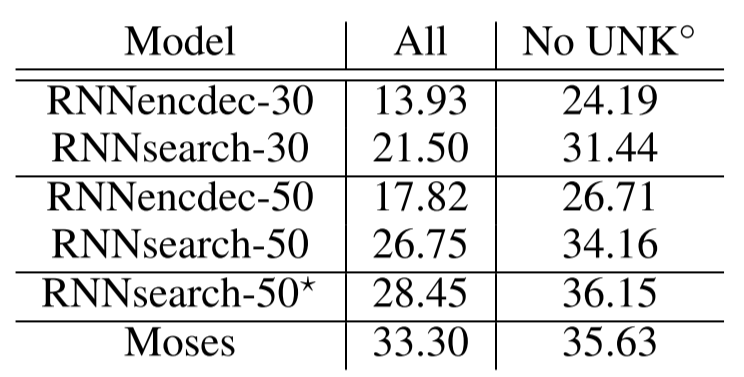 Model All No UNK°
RNNencdec-30 13.93 24.19
RNNsearch-30 21.50 31.44
RNNencdec-50 17.82 26.71
RNNsearch-50 26.75 34.16
RNNsearch-50⋆ 28.45 36.15
Moses 33.30 35.63